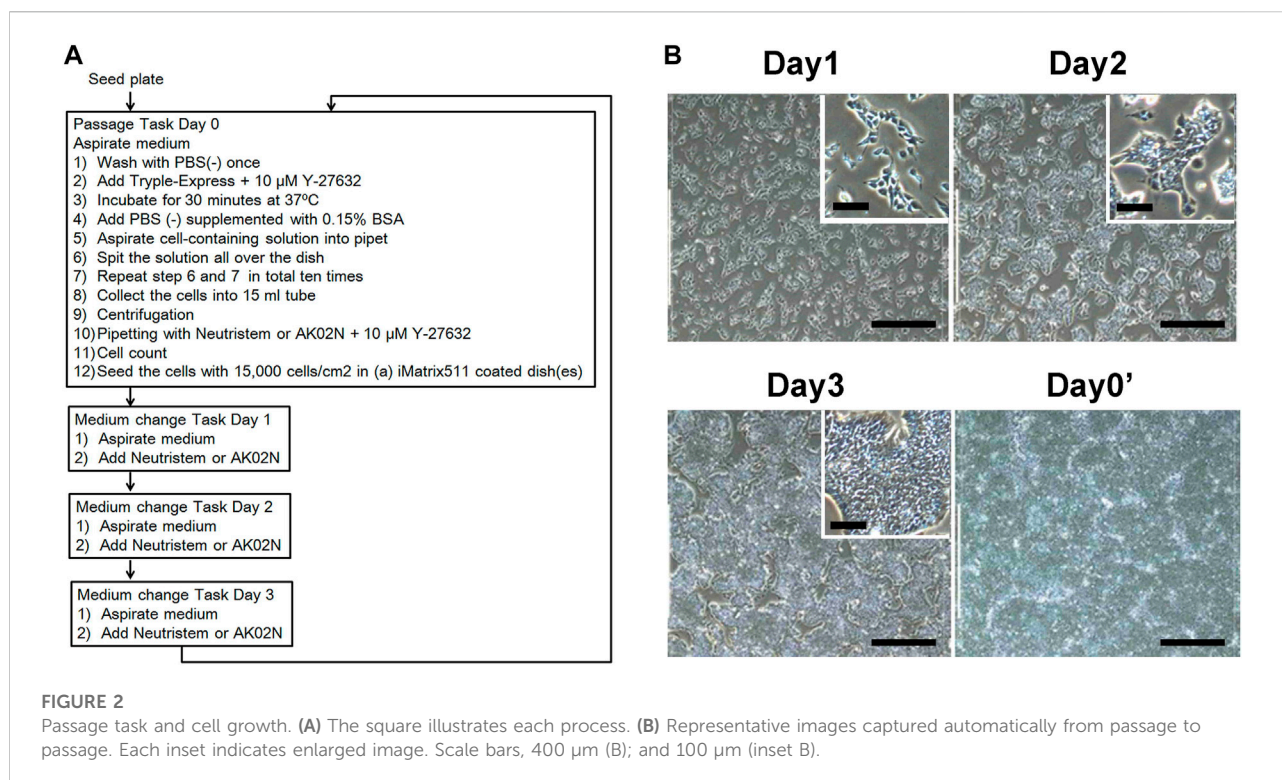 A
Seed plate
Passage Task Day 0
Aspirate medium
1) Wash with PBS(-) once
2) Add Tryple-Express + 10 µM Y-27632
3) Incubate for 30 minutes at 37ºC
4) Add PBS (-) supplemented with 0.15% BSA
5) Aspirate cell-containing solution into pipet
6) Spit the solution all over the dish
7) Repeat step 6 and 7 in total ten times
8) Collect the cells into 15 ml tube
9) Centrifugation
10) Pipetting with Neutristem or AK02N + 10 µM Y-27632
11) Cell count
12) Seed the cells with 15,000 cells/cm2 in (a) iMatrix511 coated dish(es)
Medium change Task Day 1
1) Aspirate medium
2) Add Neutristem or AK02N
Medium change Task Day 2
1) Aspirate medium
2) Add Neutristem or AK02N
Medium change Task Day 3
1) Aspirate medium
2) Add Neutristem or AK02N
B
Day1
Day2
Day3
Day0’
FIGURE 2
Passage task and cell growth. (A) The square illustrates each process. (B) Representative images captured automatically from passage to
passage. Each inset indicates enlarged image. Scale bars, 400 µm (B); and 100 µm (inset B).